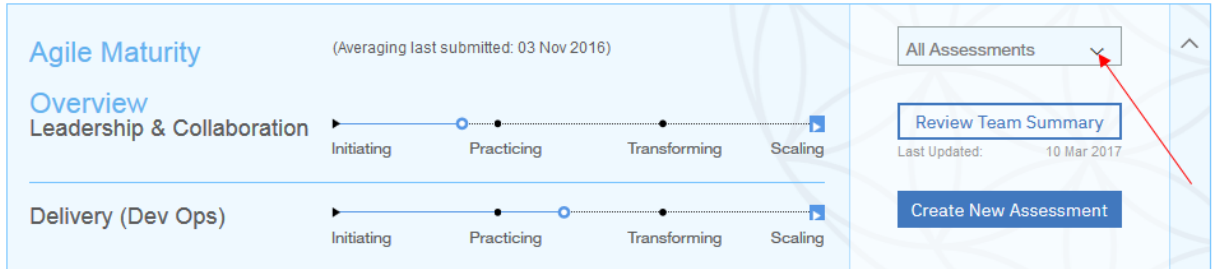 Agile Maturity
Overview
(Averaging last submitted: 03 Nov 2016)
Leadership & Collaboration
Initiating Practicing Transforming Scaling
Delivery (Dev Ops)
Initiating Practicing Transforming Scaling
All Assessments
Review Team Summary
Last Updated: 10 Mar 2017
Create New Assessment